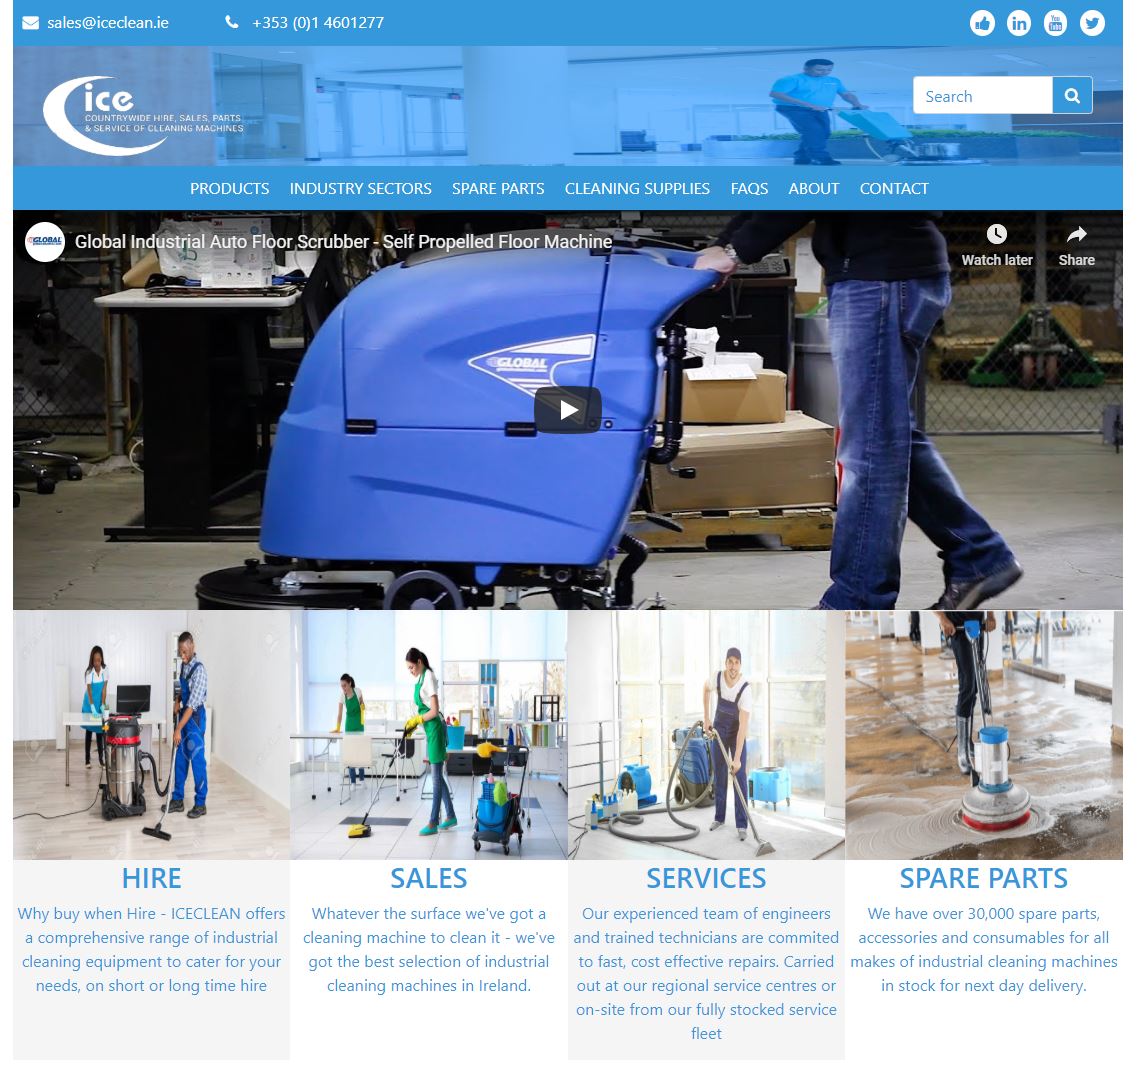 sales@iceclean.ie
+353 (0)1 4601277
ice
COUNTRYWIDE HIRE, SALES, PARTS
& SERVICE OF CLEANING MACHINES
Search
PRODUCTS INDUSTRY SECTORS SPARE PARTS CLEANING SUPPLIES FAQS ABOUT CONTACT
GLOBAL
Global Industrial Auto Floor Scrubber - Self Propelled Floor Machine
Watch later
Share
GLOBAL
HIRE
Why buy when Hire - ICECLEAN offers
a comprehensive range of industrial
cleaning equipment to cater for your
needs, on short or long time hire
SALES
Whatever the surface we've got a
cleaning machine to clean it - we've
got the best selection of industrial
cleaning machines in Ireland.
SERVICES
Our experienced team of engineers
and trained technicians are commited
to fast, cost effective repairs. Carried
out at our regional service centres or
on-site from our fully stocked service
fleet
SPARE PARTS
We have over 30,000 spare parts,
accessories and consumables for all
makes of industrial cleaning machines
in stock for next day delivery.